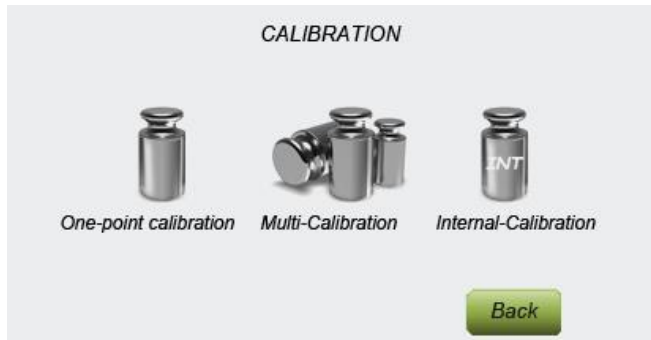 CALIBRATION
INT
One-point calibration
Multi-Calibration
Internal-Calibration
Back